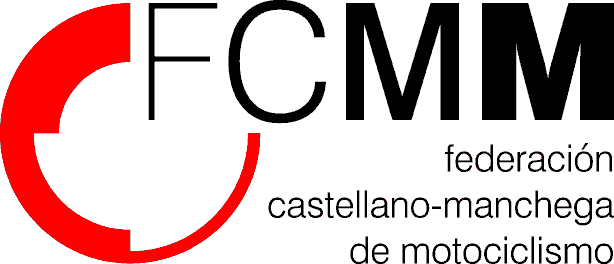 FCMM
federación
castellano-manchega
de motociclismo